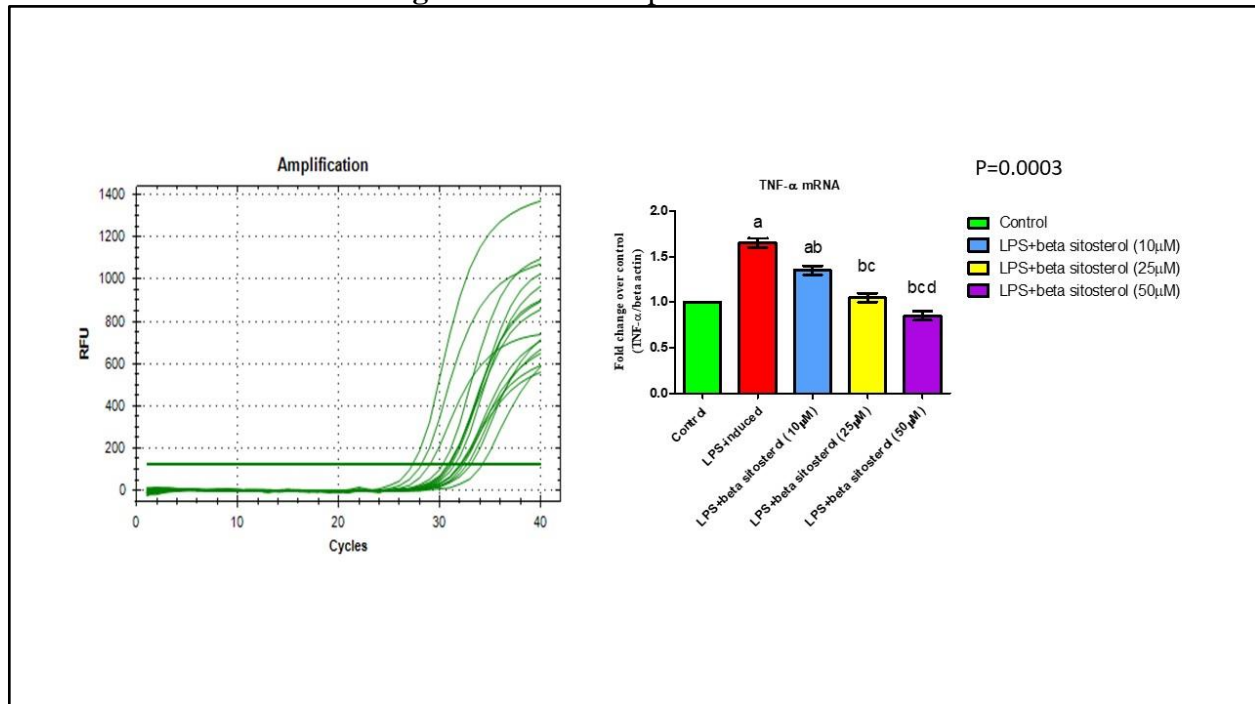 Amplification
1400
1200
1000
800
600
400
200
0
RFU
0 10 20 30 40
Cycles
P=0.0003
TNF-α mRNA
2.0
1.5
1.0
0.5
0.0
Fold change over control
(TNF-α/beta actin)
a
ab
bc
bcd
Control
LPS-induced
LPS+beta sitosterol (10μM)
LPS+beta sitosterol (25μM)
LPS+beta sitosterol (50μM)
Control
LPS+beta sitosterol (10μM)
LPS+beta sitosterol (25μM)
LPS+beta sitosterol (50μM)